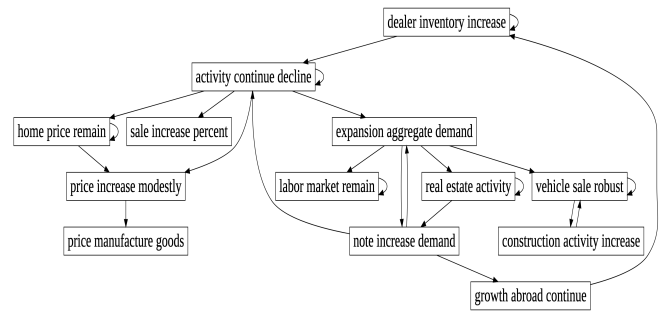 dealer inventory increase
activity continue decline
home price remain
sale increase percent
expansion aggregate demand
price increase modestly
labor market remain
real estate activity
vehicle sale robust
price manufacture goods
note increase demand
construction activity increase
growth abroad continue